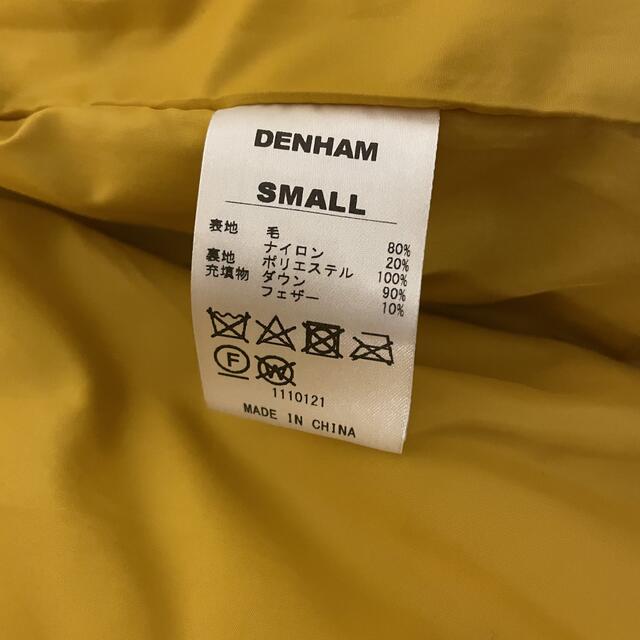 DENHAM
SMALL
表地 毛 80%
ナイロン 20%
裏地 ポリエステル 100%
充填物 ダウン 90%
フェザー 10%
F W
1110121
MADE IN CHINA